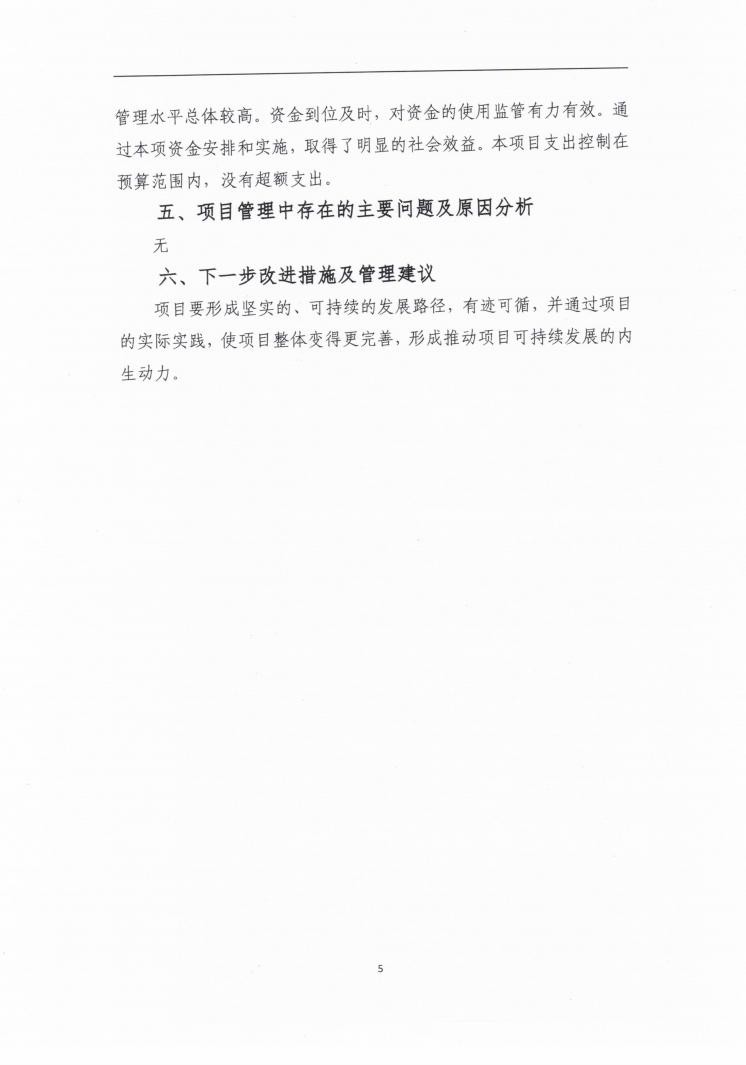 管理水平总体较高。资金到位及时，对资金的使用监管有力有效。通
过本项资金安排和实施，取得了明显的社会效益。本项目支出控制在
预算范围内，没有超额支出。
五、项目管理中存在的主要问题及原因分析
无
六、下一步改进措施及管理建议
项目要形成坚实的、可持续的发展路径，有迹可循，并通过项目
的实际实践，使项目整体变得更完善，形成推动项目可持续发展的内
生动力。
5